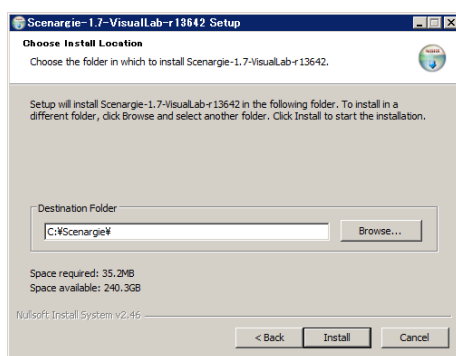 Scenargie-1.7-VisualLab-r13642 Setup
Choose Install Location
Choose the folder in which to install Scenargie-1.7-VisualLab-r13642.
Setup will install Scenargie-1.7-VisualLab-r13642 in the following folder. To install in a
different folder, click Browse and select another folder. Click Install to start the installation.
Destination Folder
C:¥Scenargie¥
Browse...
Space required: 35.2MB
Space available: 240.3GB
Nullsoft Install System v2.46
< Back
Install
Cancel